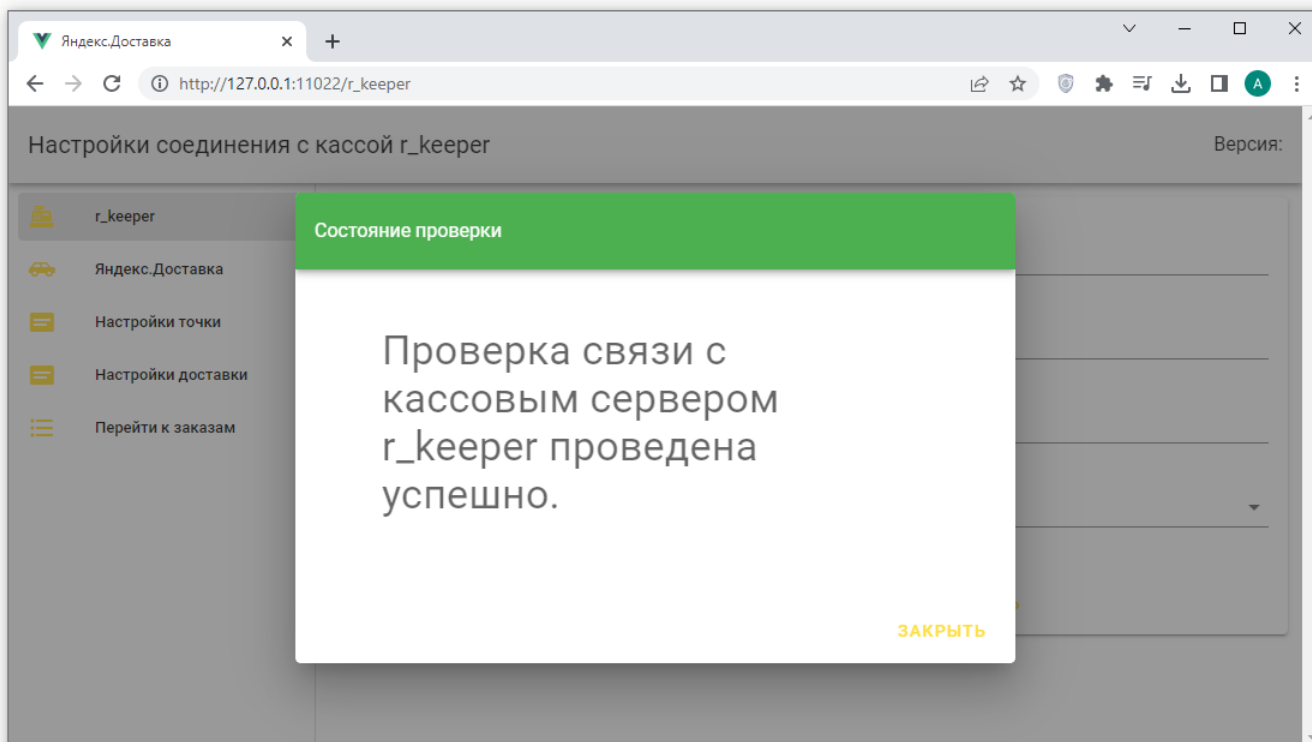 Яндекс.Доставка
http://127.0.0.1:11022/r_keeper
A
Настройки соединения с кассой r_keeper
Версия:
r_keeper
Яндекс.Доставка
Настройки точки
Настройки доставки
Перейти к заказам
Состояние проверки
Проверка связи с
кассовым сервером
r_keeper проведена
успешно.
ЗАКРЫТЬ